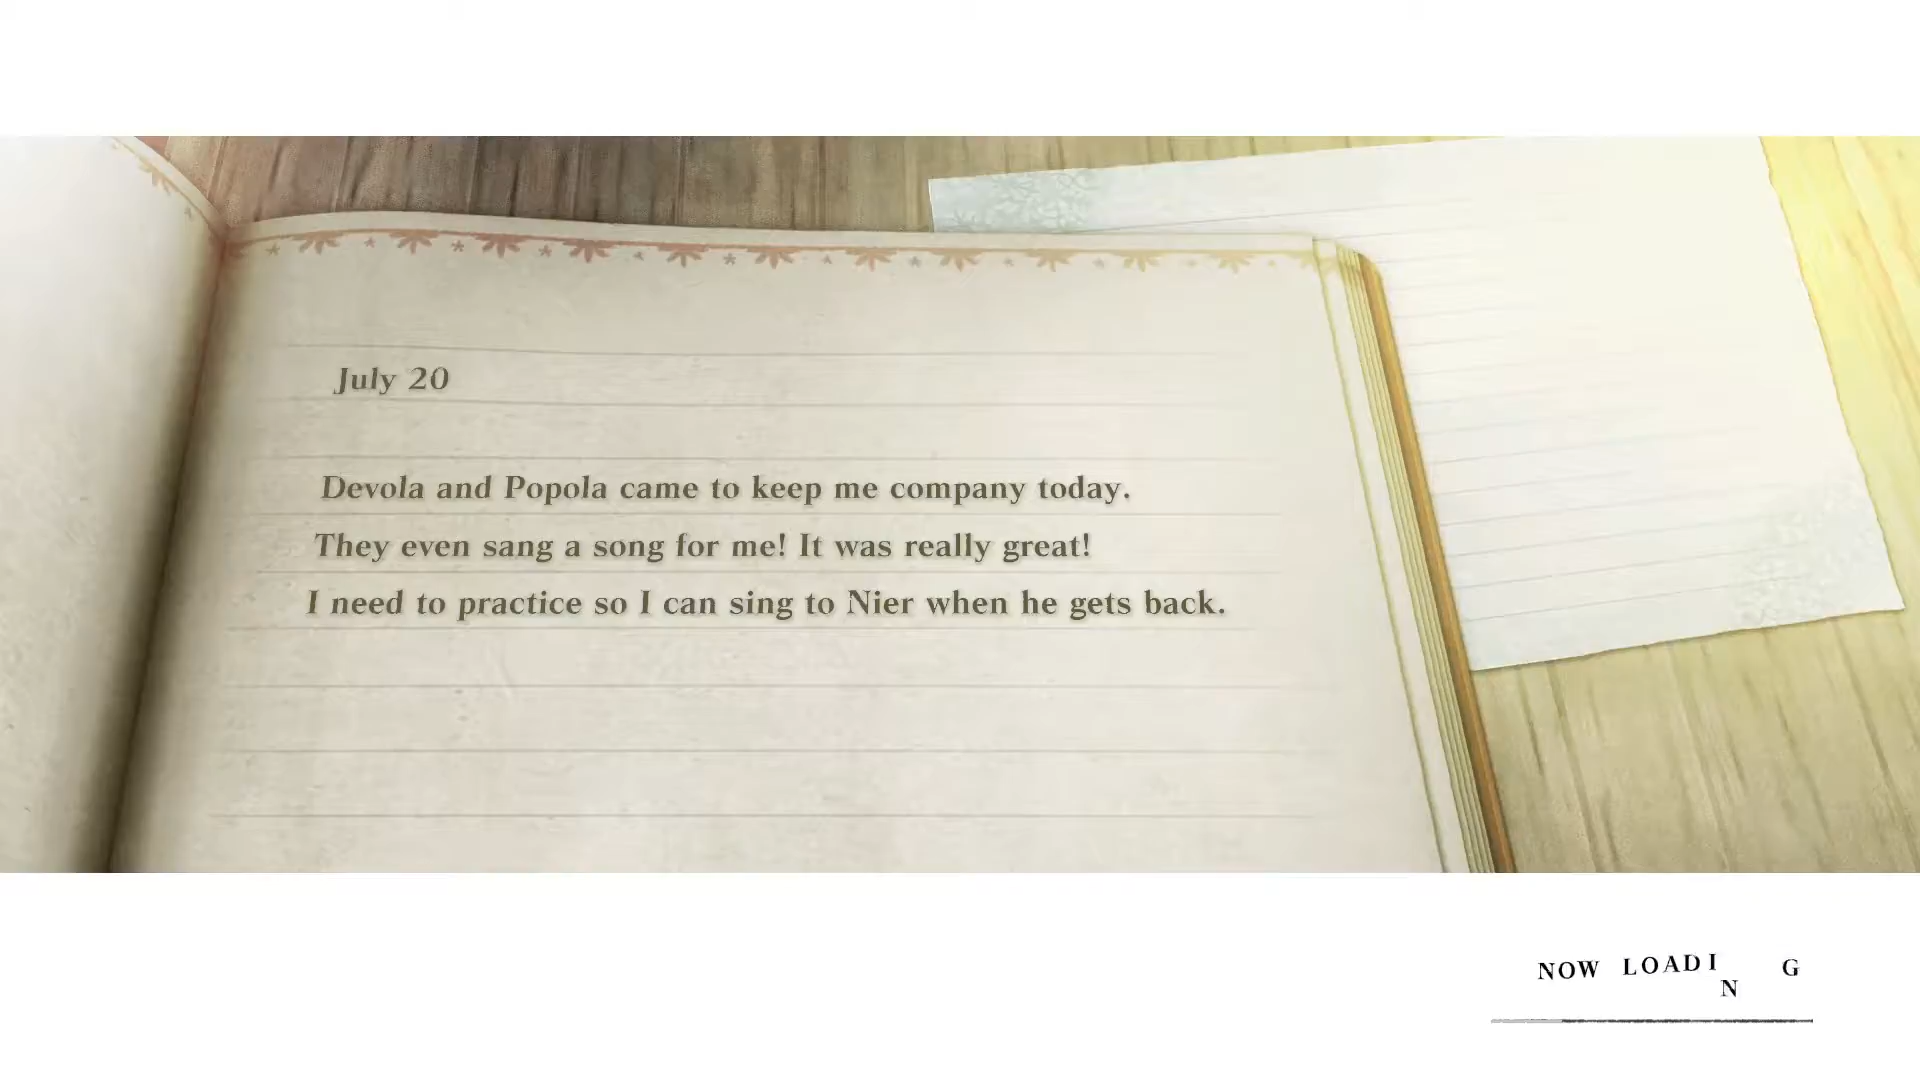 July 20
Devola and Popola came to keep me company today.
They even sang a song for me! It was really great!
I need to practice so I can sing to Nier when he gets back.
NOW LOADING